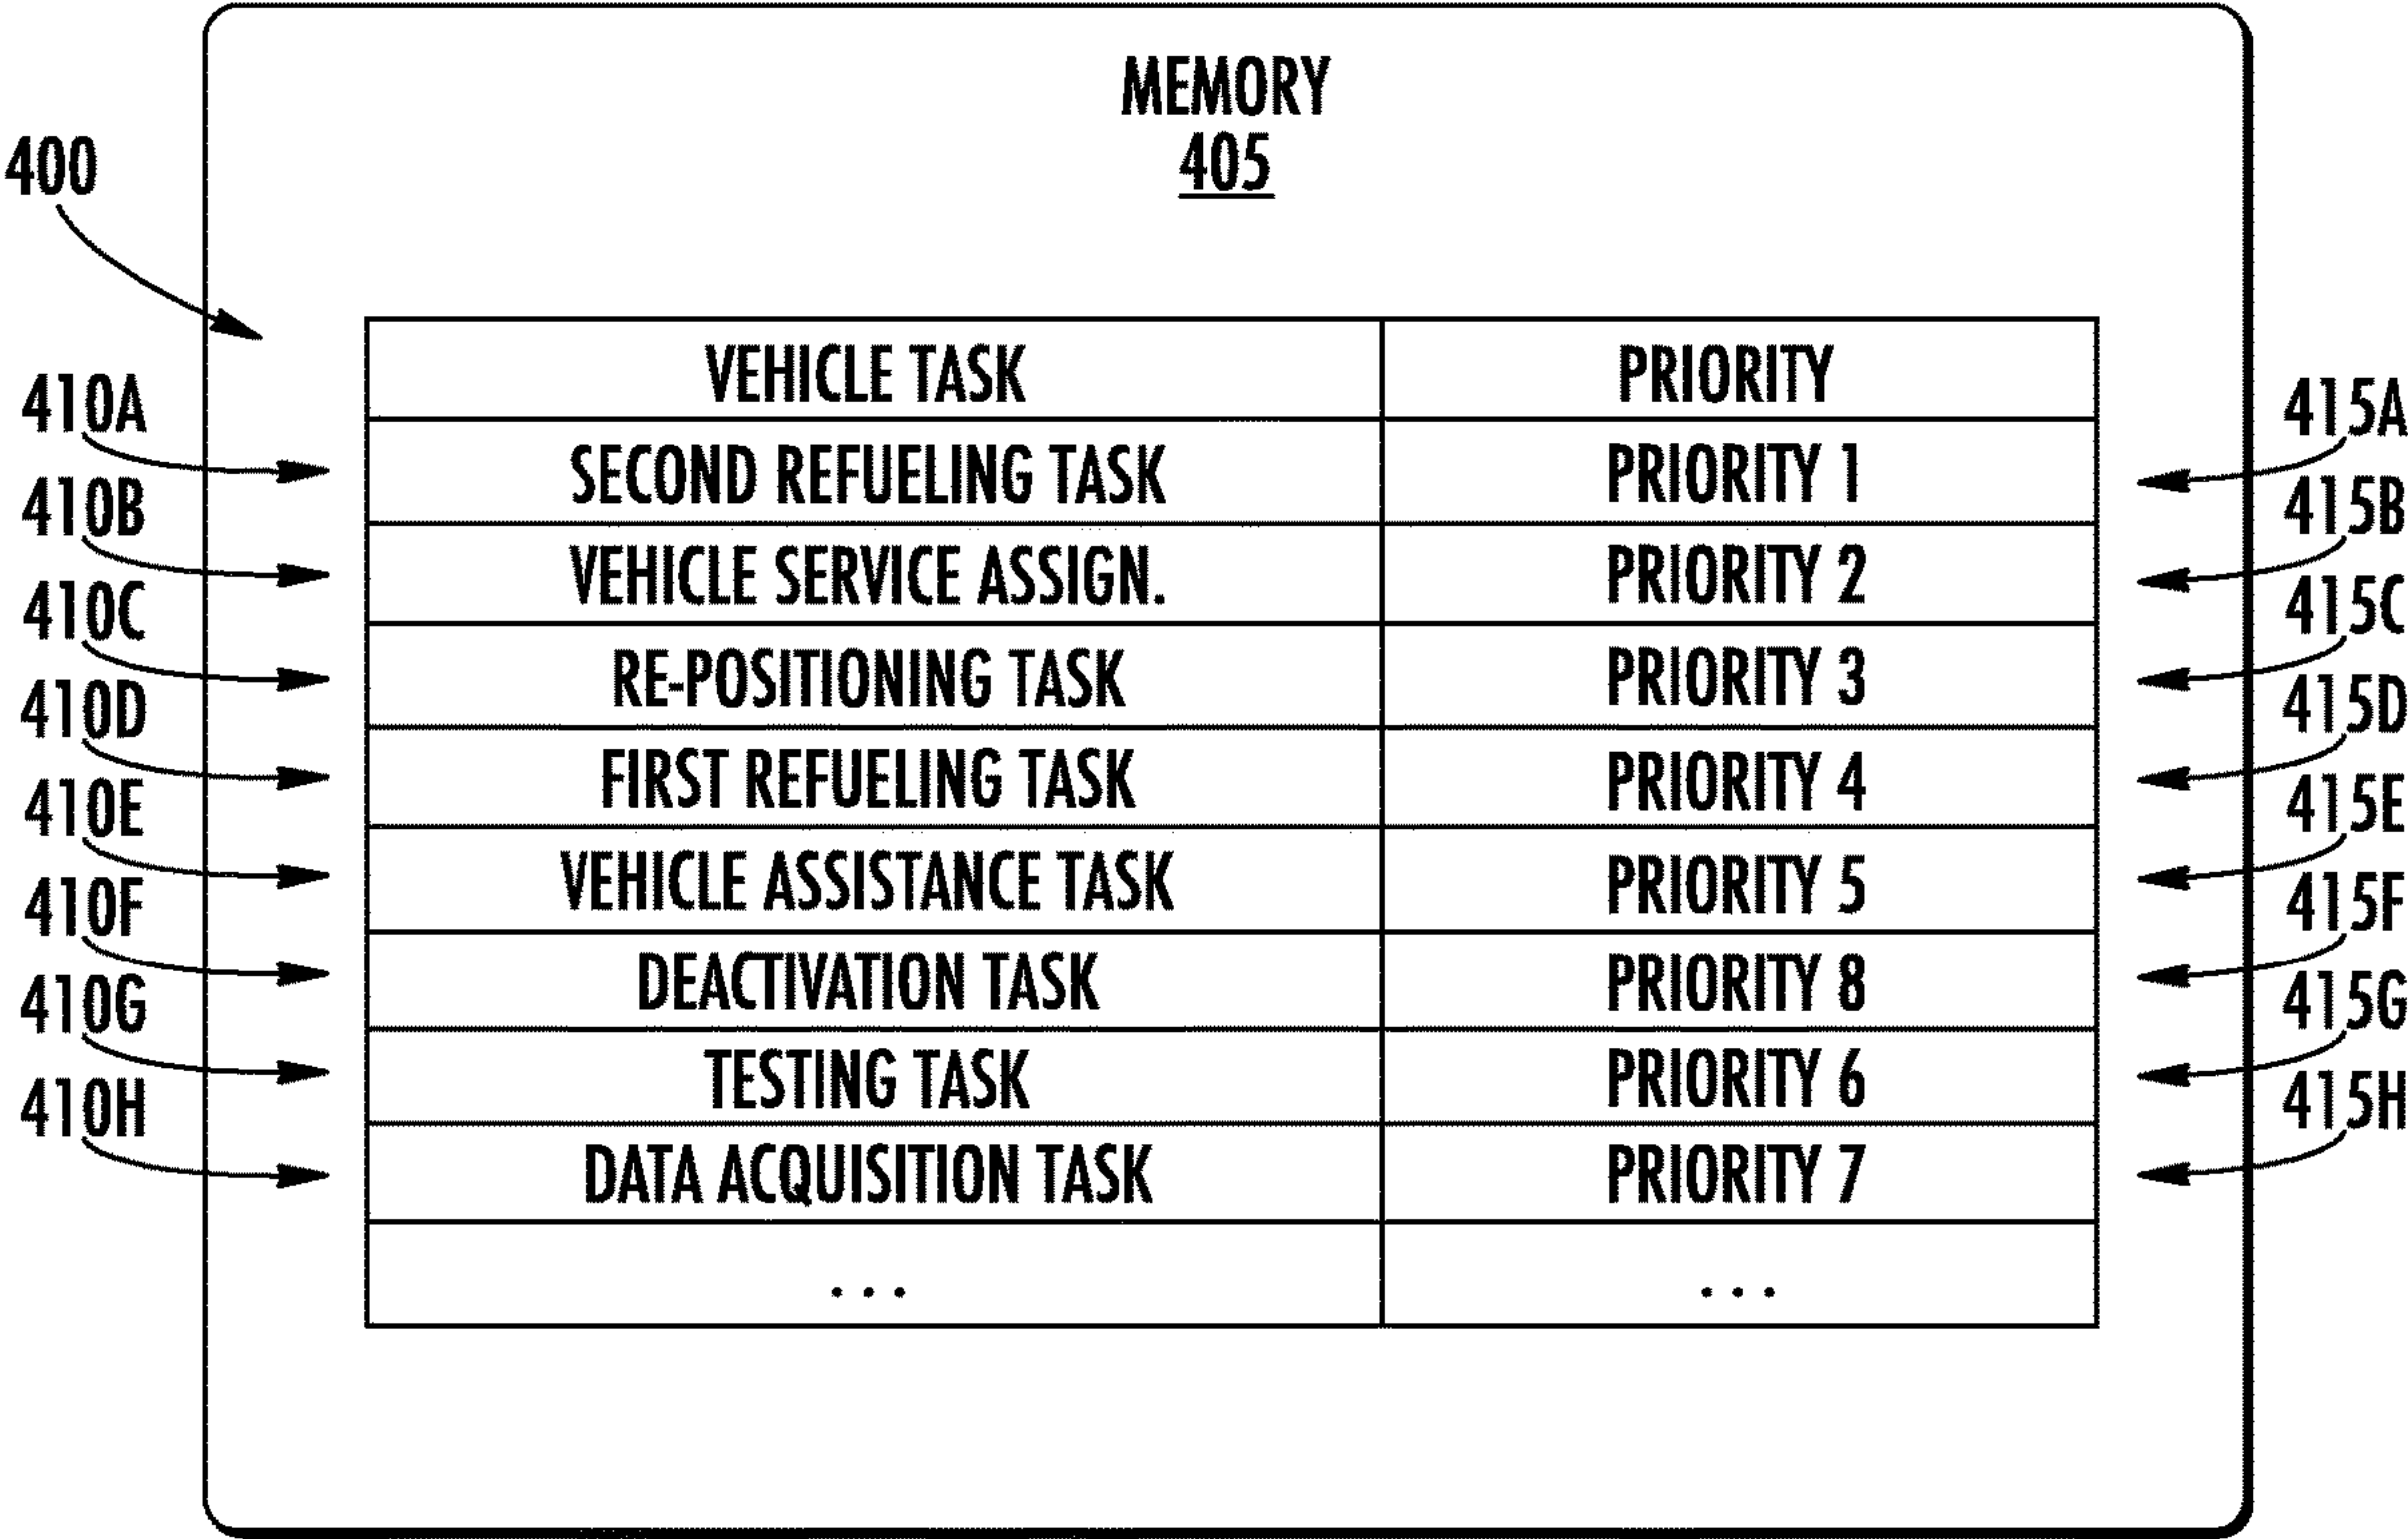 MEMORY
405
400
VEHICLE TASK PRIORITY
410A SECOND REFUELING TASK PRIORITY 1 415A
410B VEHICLE SERVICE ASSIGN. PRIORITY 2 415B
410C RE-POSITIONING TASK PRIORITY 3 415C
410D FIRST REFUELING TASK PRIORITY 4 415D
410E VEHICLE ASSISTANCE TASK PRIORITY 5 415E
410F DEACTIVATION TASK PRIORITY 8 415F
410G TESTING TASK PRIORITY 6 415G
410H DATA ACQUISITION TASK PRIORITY 7 415H
... ...